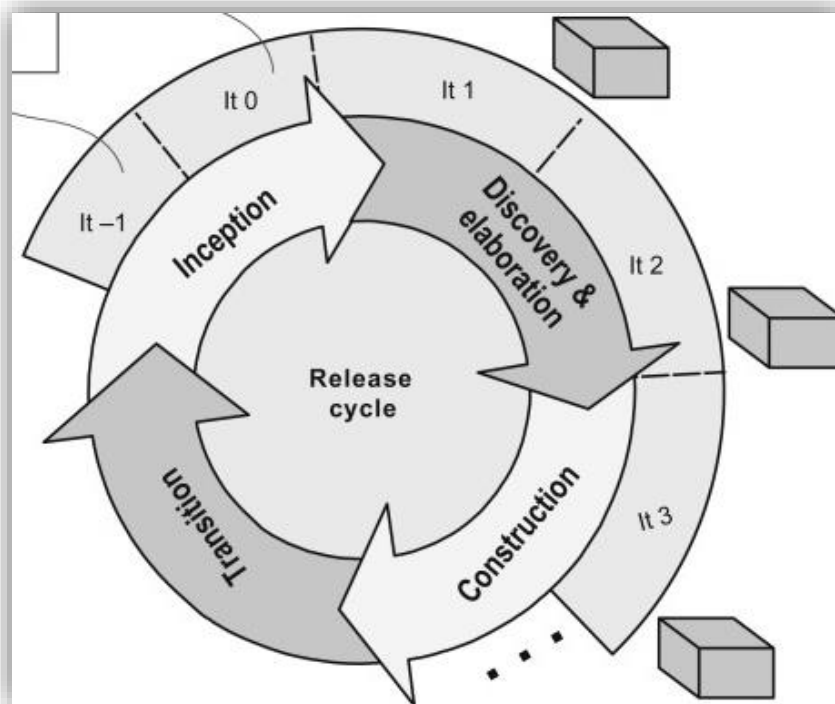 It –1
It 0
It 1
It 2
It 3
Inception
Discovery &
elaboration
Construction
Transition
Release
cycle